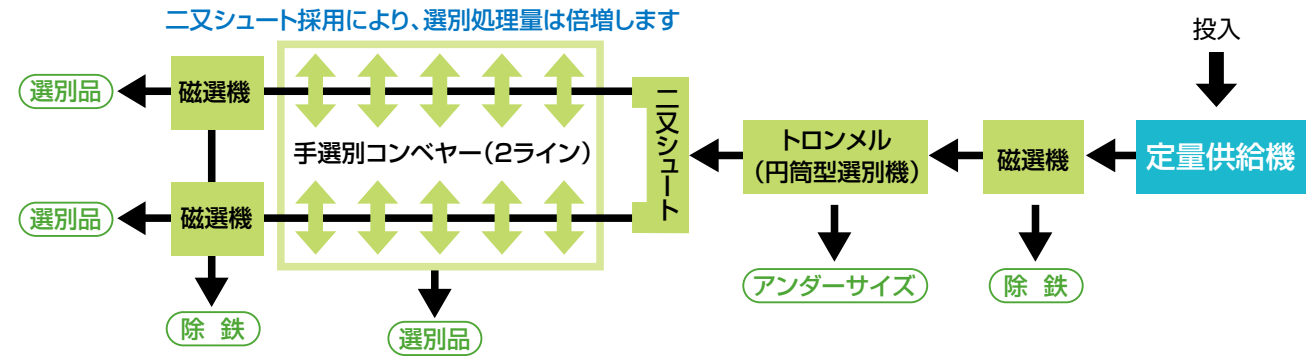 二又シュート採用により、選別処理量は倍増します
投入
選別品
磁選機
二又シュート
手選別コンベヤー（2ライン）
トロンメル
（円筒型選別機）
磁選機
定量供給機
選別品
磁選機
アンダーサイズ
除 鉄
除 鉄
選別品